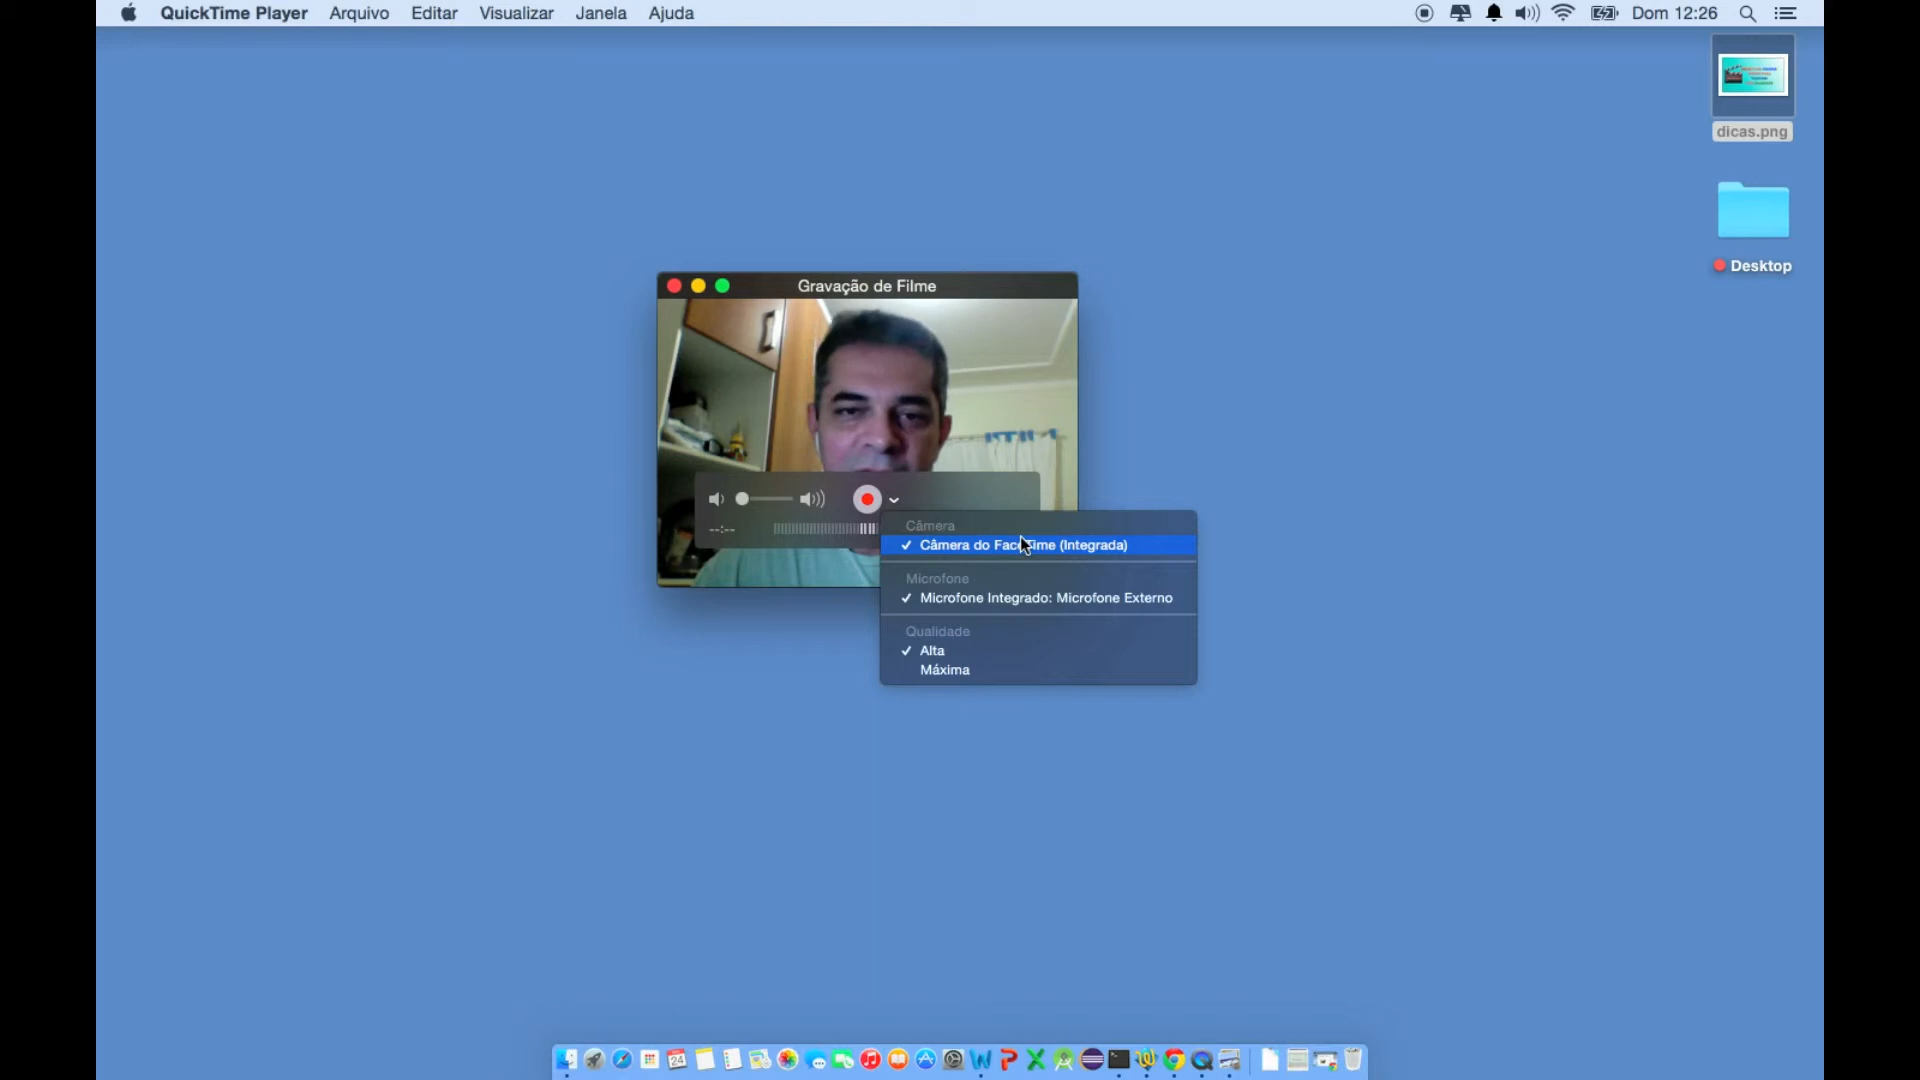 QuickTime Player Arquivo Editar Visualizar Janela Ajuda Dom 12:26
dicas.png
Desktop
Gravação de Filme
--:--
Câmera
✓ Câmera do FaceTime (Integrada)
Microfone
✓ Microfone Integrado: Microfone Externo
Qualidade
✓ Alta
Máxima
24